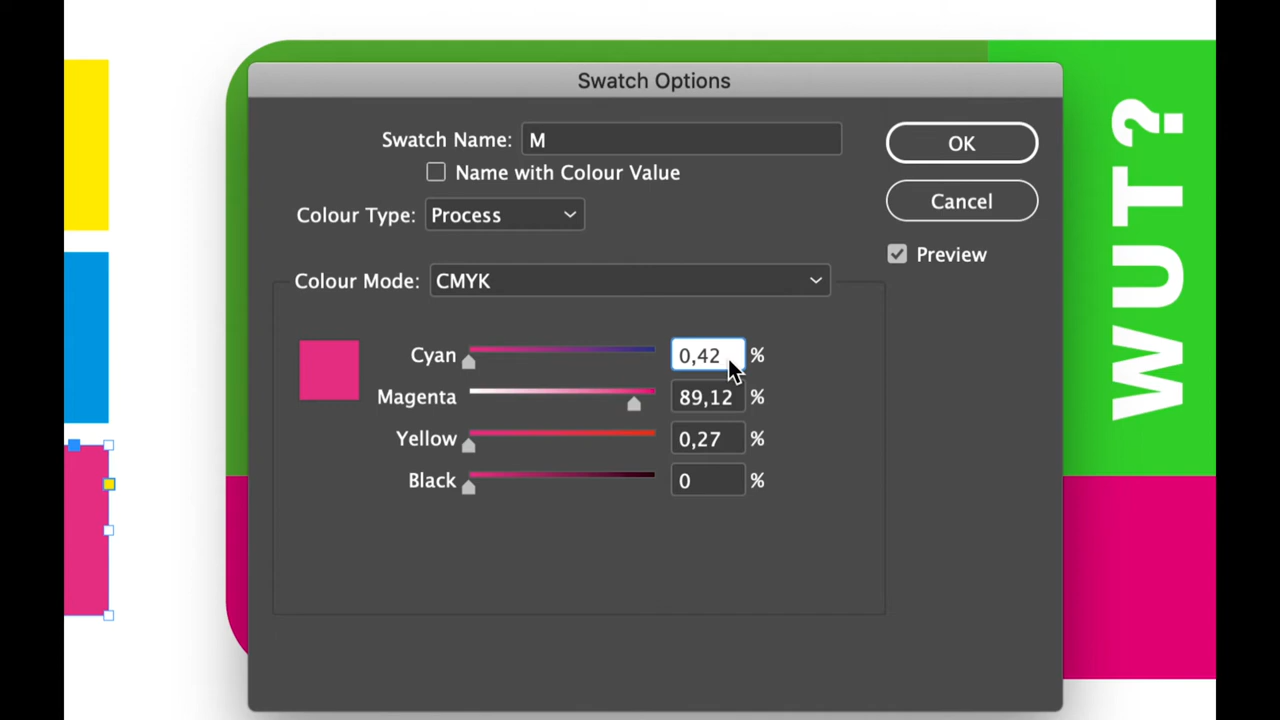 Swatch Options
Swatch Name: M
Name with Colour Value
Colour Type: Process
Colour Mode: CMYK
Cyan 0,42 %
Magenta 89,12 %
Yellow 0,27 %
Black 0 %
OK
Cancel
Preview
WUT?